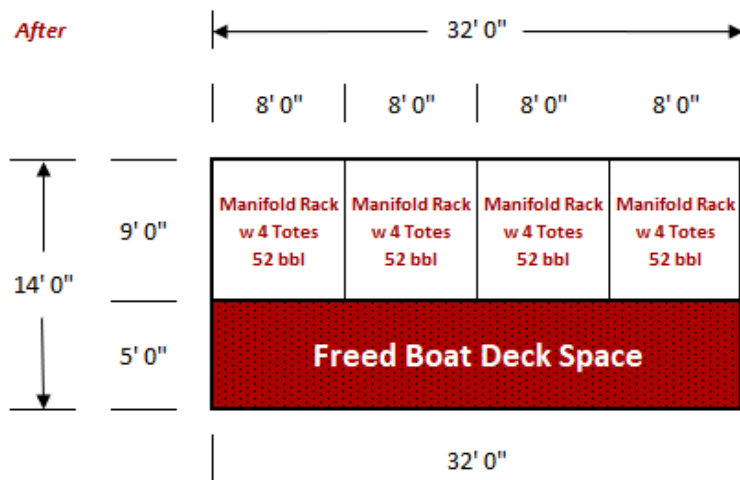 After
32' 0"
8' 0" 8' 0" 8' 0" 8' 0"
9' 0"
14' 0"
5' 0"
Manifold Rack
w 4 Totes
52 bbl
Manifold Rack
w 4 Totes
52 bbl
Manifold Rack
w 4 Totes
52 bbl
Manifold Rack
w 4 Totes
52 bbl
Freed Boat Deck Space
32' 0"